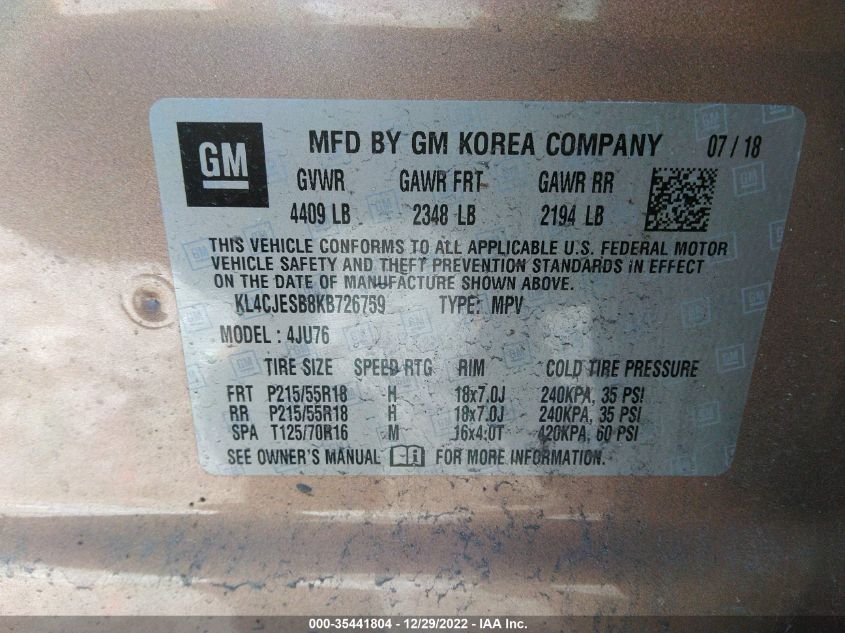 GM MFD BY GM KOREA COMPANY 07 / 18
GVWR GAWR FRT GAWR RR
4409 LB 2348 LB 2194 LB
THIS VEHICLE CONFORMS TO ALL APPLICABLE U.S. FEDERAL MOTOR
VEHICLE SAFETY AND THEFT PREVENTION STANDARDS IN EFFECT
ON THE DATE OF MANUFACTURE SHOWN ABOVE.
KL4CJESB8KB726759 TYPE: MPV
MODEL : 4JU76
TIRE SIZE SPEED RTG RIM COLD TIRE PRESSURE
FRT P215/55R18 H 18x7.0J 240KPA, 35 PSI
RR P215/55R18 H 18x7.0J 240KPA, 35 PSI
SPA T125/70R16 M 16x4.0T 420KPA, 60 PSI
SEE OWNER'S MANUAL FOR MORE INFORMATION.
000-35441804 - 12/29/2022 - IAA Inc.